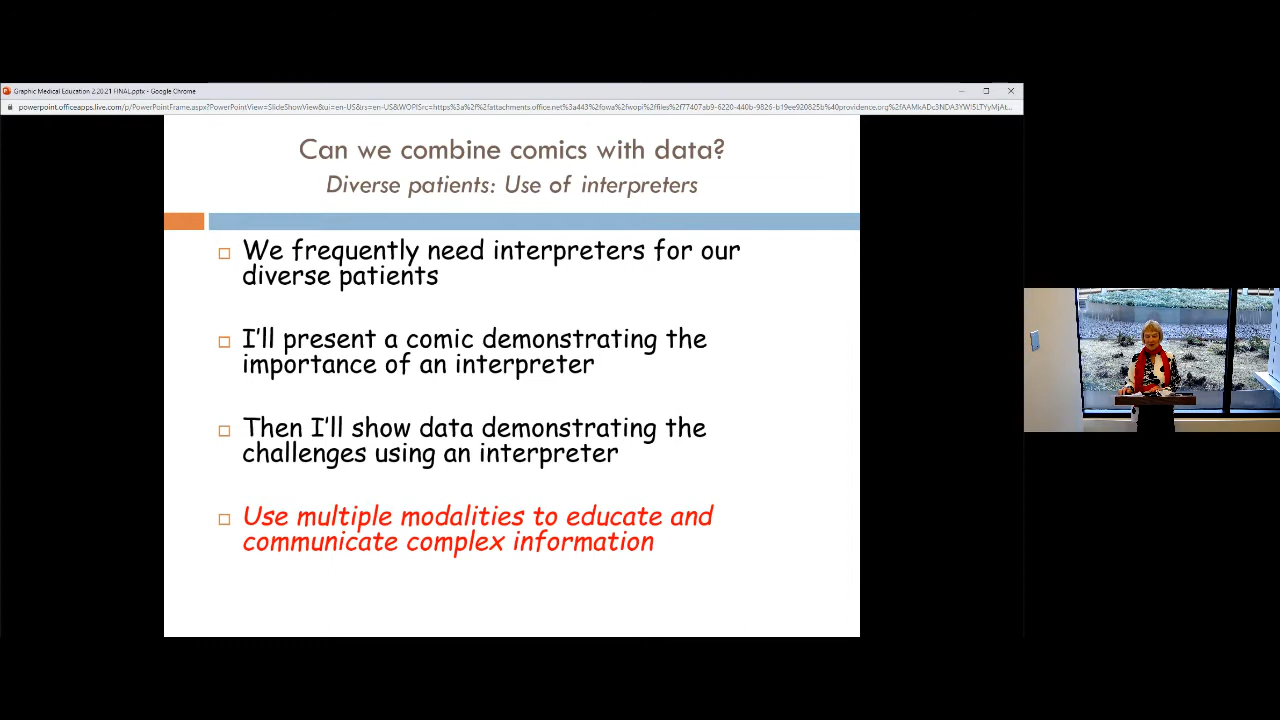 Graphic Medical Education 2.20.21 FINAL.pptx - Google Chrome
Can we combine comics with data?
Diverse patients: Use of interpreters
We frequently need interpreters for our
diverse patients
I'll present a comic demonstrating the
importance of an interpreter
Then I'll show data demonstrating the
challenges using an interpreter
Use multiple modalities to educate and
communicate complex information